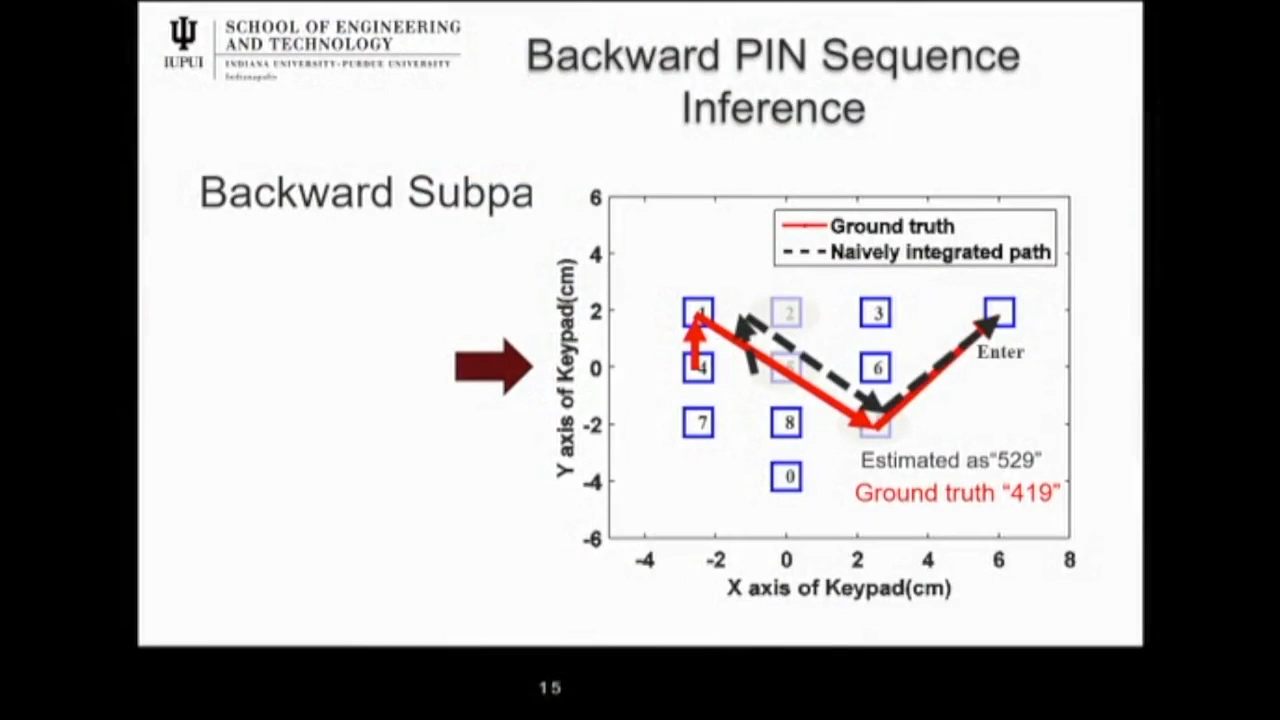 SCHOOL OF ENGINEERING
AND TECHNOLOGY
IUPUI
INDIANA UNIVERSITY–PURDUE UNIVERSITY
Indianapolis
Backward PIN Sequence
Inference
Backward Subpa
6
4
2
0
-2
-4
-6
Y axis of Keypad(cm)
Ground truth
Naively integrated path
1
2
3
4
5
6
7
8
0
Enter
Estimated as“529”
Ground truth “419”
-4
-2
0
2
4
6
8
X axis of Keypad(cm)
15